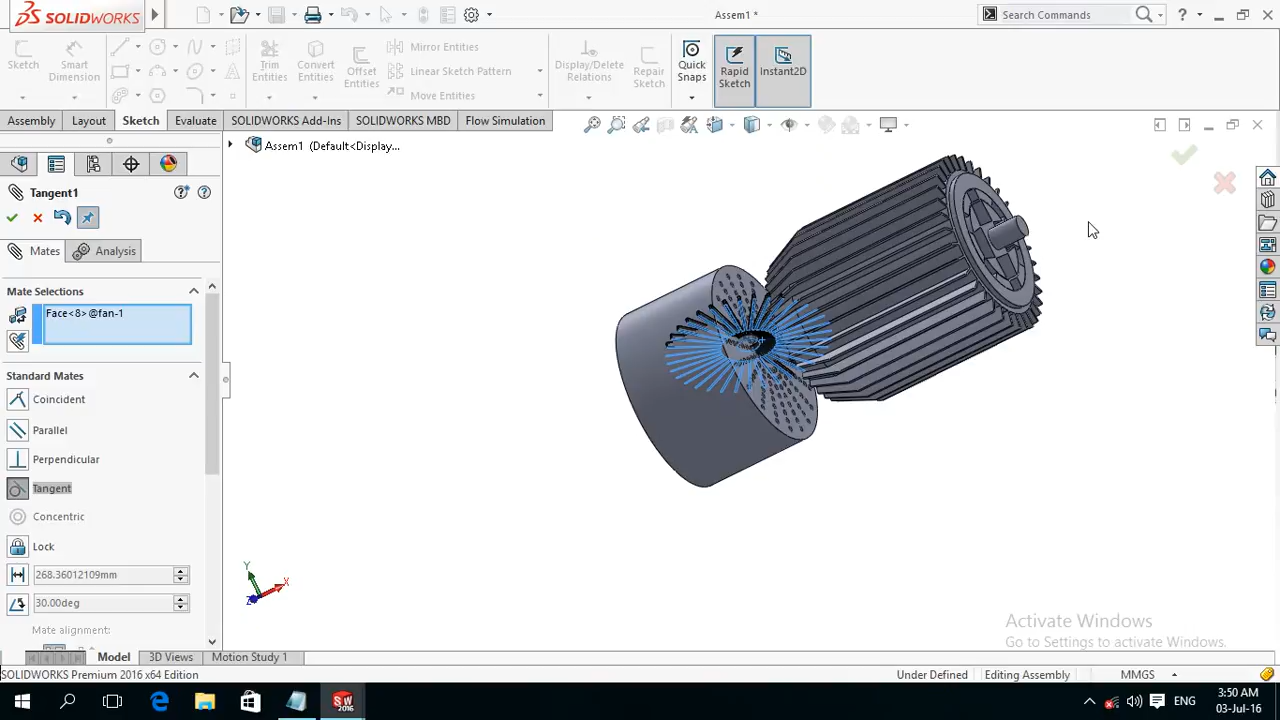 SOLIDWORKS
Assem1 *
Search Commands
?
Sketch
Smart Dimension
Trim Entities
Convert Entities
Offset Entities
Mirror Entities
Linear Sketch Pattern
Move Entities
Display/Delete Relations
Repair Sketch
Quick Snaps
Rapid Sketch
Instant2D
Assembly
Layout
Sketch
Evaluate
SOLIDWORKS Add-Ins
SOLIDWORKS MBD
Flow Simulation
Assem1 (Default<Display...
Tangent1
Mates
Analysis
Mate Selections
Face<8>@fan-1
Standard Mates
Coincident
Parallel
Perpendicular
Tangent
Concentric
Lock
268.36012109mm
30.00deg
Mate alignment:
Y
X
Z
Activate Windows
Go to Settings to activate Windows.
Model
3D Views
Motion Study 1
SOLIDWORKS Premium 2016 x64 Edition
Under Defined
Editing Assembly
MMGS
SW
2016
ENG
3:50 AM
03-Jul-16